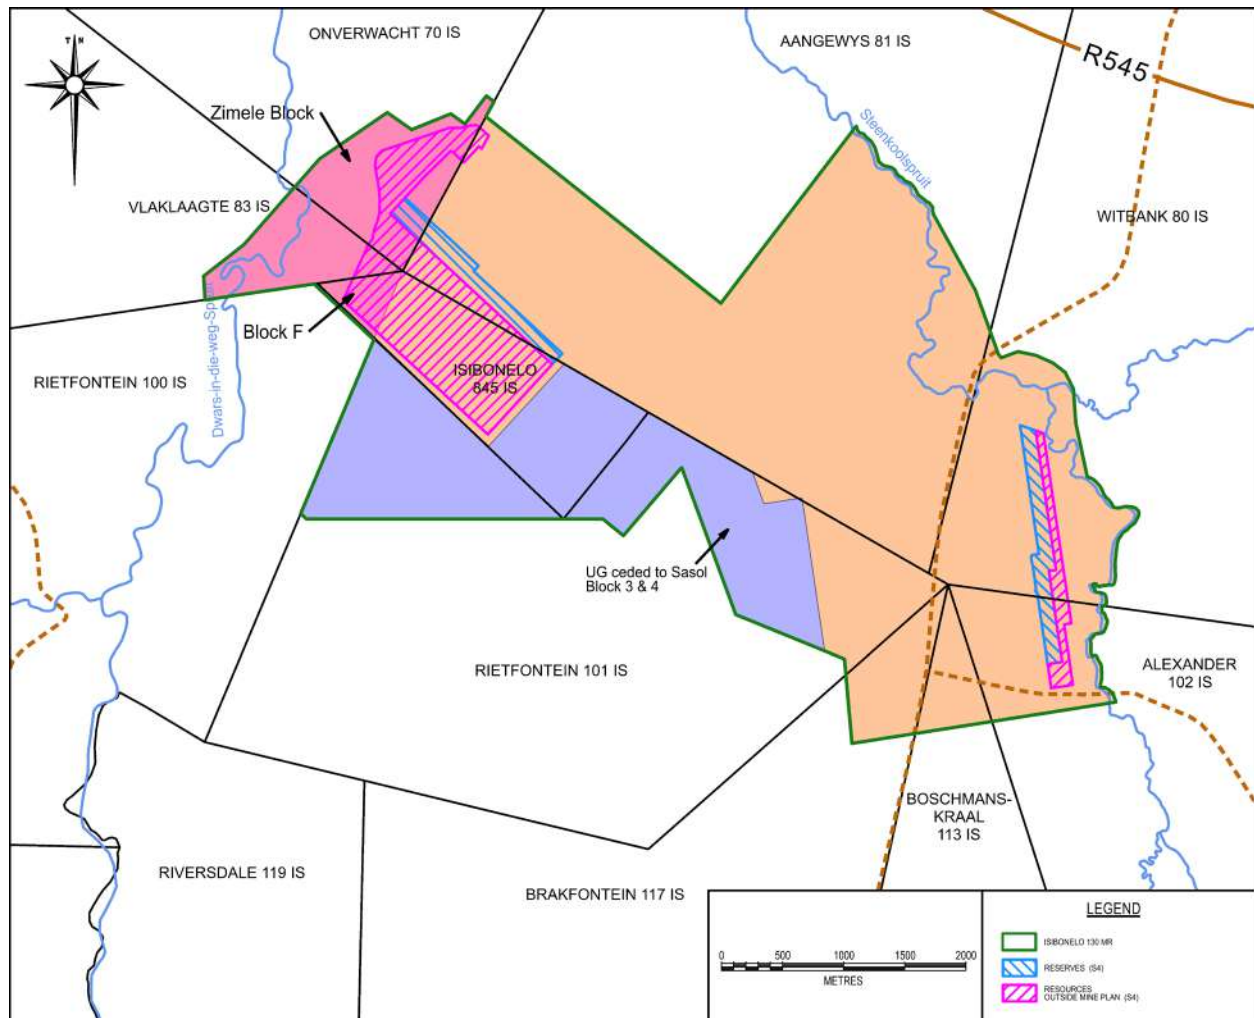 T N
ONVERWACHT 70 IS
AANGEWYS 81 IS
R545
Zimele Block
Steenkoolspruit
VLAKLAAGTE 83 IS
WITBANK 80 IS
Block F
Dwars-in-die-weg-Spruit
RIETFONTEIN 100 IS
ISIBONELO
845 IS
UG ceded to Sasol
Block 3 & 4
RIETFONTEIN 101 IS
ALEXANDER
102 IS
BOSCHMANS-
KRAAL
113 IS
RIVERSDALE 119 IS
BRAKFONTEIN 117 IS
LEGEND
ISIBONELO 130 MR
RESERVES (S4)
RESOURCES
OUTSIDE MINE PLAN (S4)
0 500 1000 1500 2000
METRES